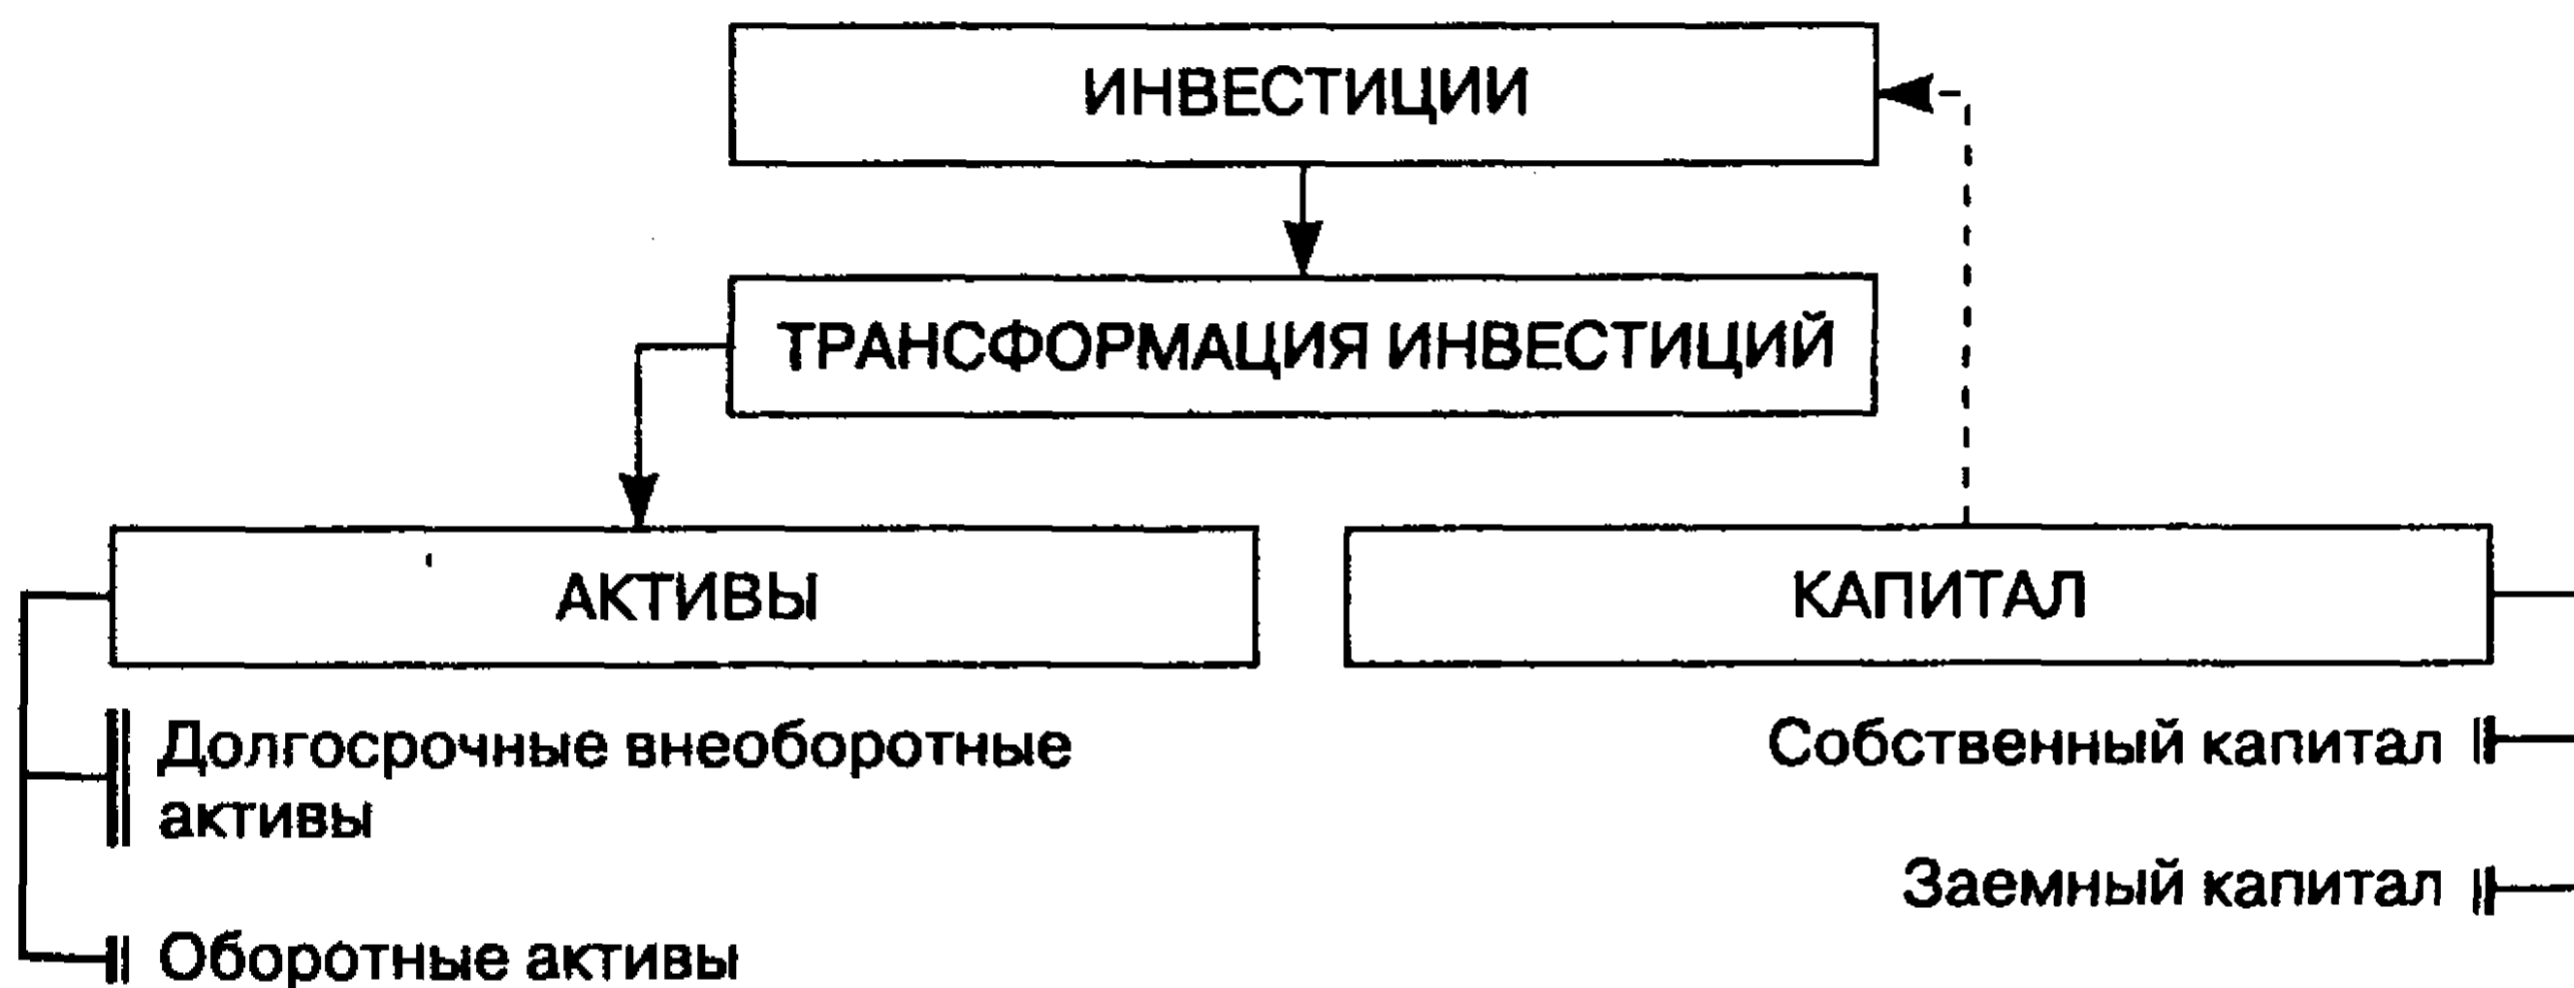 ИНВЕСТИЦИИ
ТРАНСФОРМАЦИЯ ИНВЕСТИЦИЙ
АКТИВЫ
КАПИТАЛ
Долгосрочные внеоборотные
активы
Оборотные активы
Собственный капитал
Заемный капитал